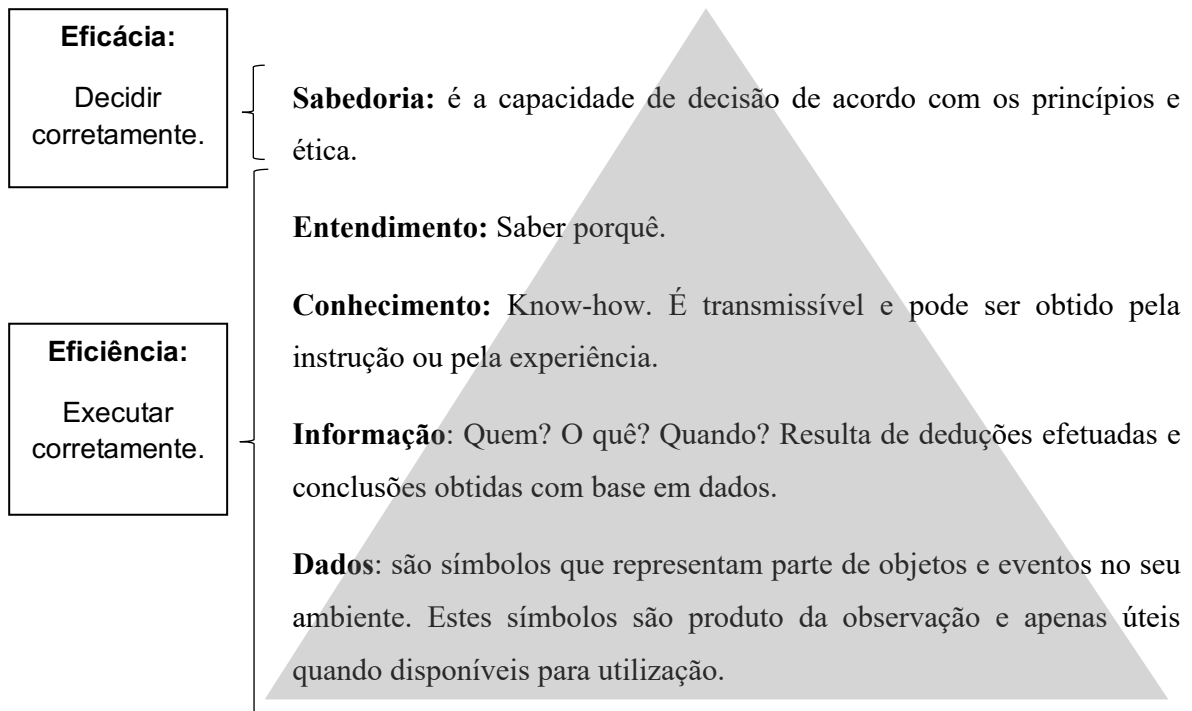 Eficácia:
Decidir
corretamente.
Sabedoria: é a capacidade de decisão de acordo com os princípios e
ética.
Entendimento: Saber porquê.
Conhecimento: Know-how. É transmissível e pode ser obtido pela
instrução ou pela experiência.
Eficiência:
Executar
corretamente.
Informação: Quem? O quê? Quando? Resulta de deduções efetuadas e
conclusões obtidas com base em dados.
Dados: são símbolos que representam parte de objetos e eventos no seu
ambiente. Estes símbolos são produto da observação e apenas úteis
quando disponíveis para utilização.